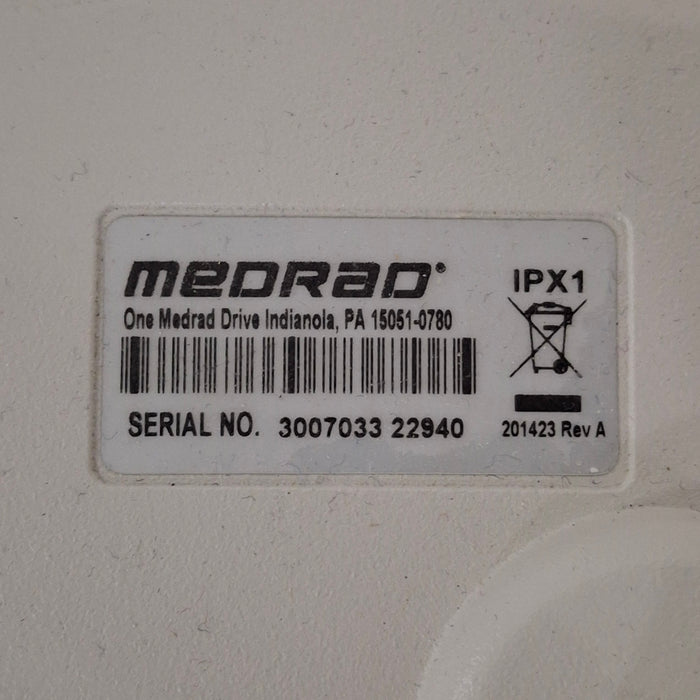 MEDRAD®
IPX1
One Medrad Drive Indianola, PA 15051-0780
SERIAL NO. 3007033 22940
201423 Rev A